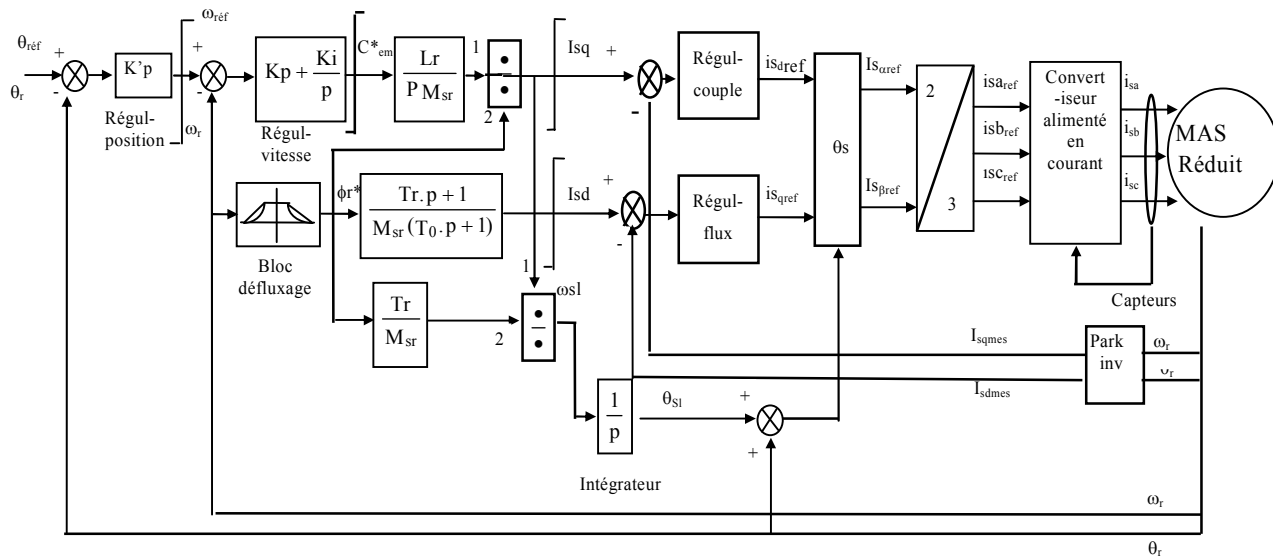 θréf
+
-
θr
K'p
Régul-
position
ωréf
+
-
ωr
Kp + Ki/p
Régul-
vitesse
C*em
Lr
P Msr
1
2
Isq
+
-
Régul-
couple
isdref
Bloc
défluxage
ϕr*
Tr.p + 1
Msr(T0.p + 1)
Isd
+
-
Régul-
flux
isqref
θs
Isαref
Isβref
2
3
isaref
isbref
iscref
Convert
-iseur
alimenté
en
courant
isa
isb
isc
MAS
Réduit
Capteurs
Tr
Msr
1
2
ωsl
1
p
Intégrateur
θSl
+
+
Isqmes
Isdmes
Park
inv
ωr
ωr
θr